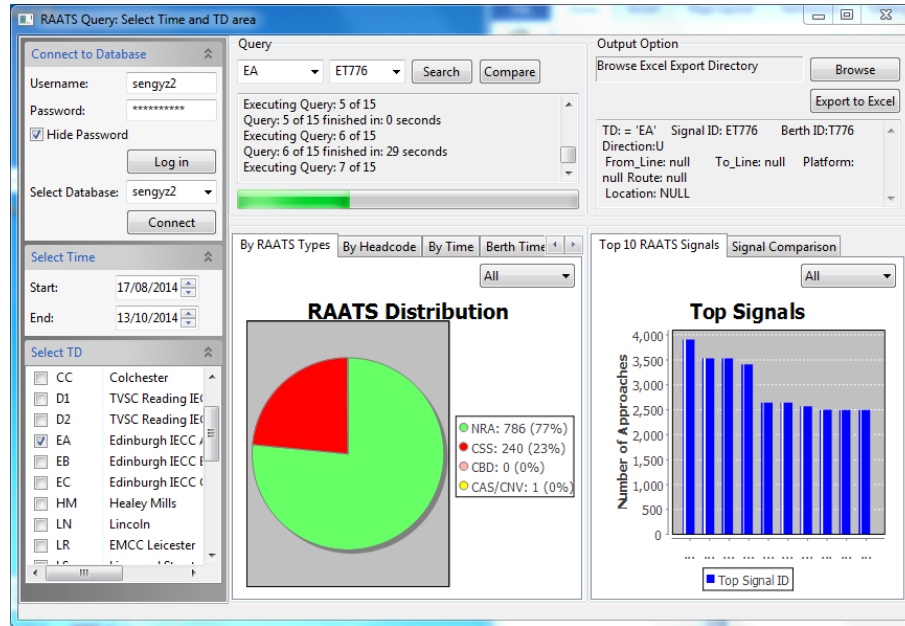 RAATS Query: Select Time and TD area
Connect to Database
Username: sengyz2
Password: **********
Hide Password
Log in
Select Database: sengyz2
Connect
Select Time
Start: 17/08/2014
End: 13/10/2014
Select TD
CC Colchester
D1 TVSC Reading IE
D2 TVSC Reading IE
EA Edinburgh IECC
EB Edinburgh IECC
EC Edinburgh IECC
HM Healey Mills
LN Lincoln
LR EMCC Leicester
Query
EA ET776 Search Compare
Executing Query: 5 of 15
Query: 5 of 15 finished in: 0 seconds
Executing Query: 6 of 15
Query: 6 of 15 finished in: 29 seconds
Executing Query: 7 of 15
By RAATS Types By Headcode By Time Berth Time
All
RAATS Distribution
NRA: 786 (77%)
CSS: 240 (23%)
CBD: 0 (0%)
CAS/CNV: 1 (0%)
Output Option
Browse Excel Export Directory Browse
Export to Excel
TD: = 'EA' Signal ID: ET776 Berth ID:T776
Direction:U
From_Line: null To_Line: null Platform:
null Route: null
Location: NULL
Top 10 RAATS Signals Signal Comparison
All
Top Signals
Number of Approaches
4,000
3,500
3,000
2,500
2,000
1,500
1,000
500
0
... ... ... ... ... ... ... ... ... ...
Top Signal ID